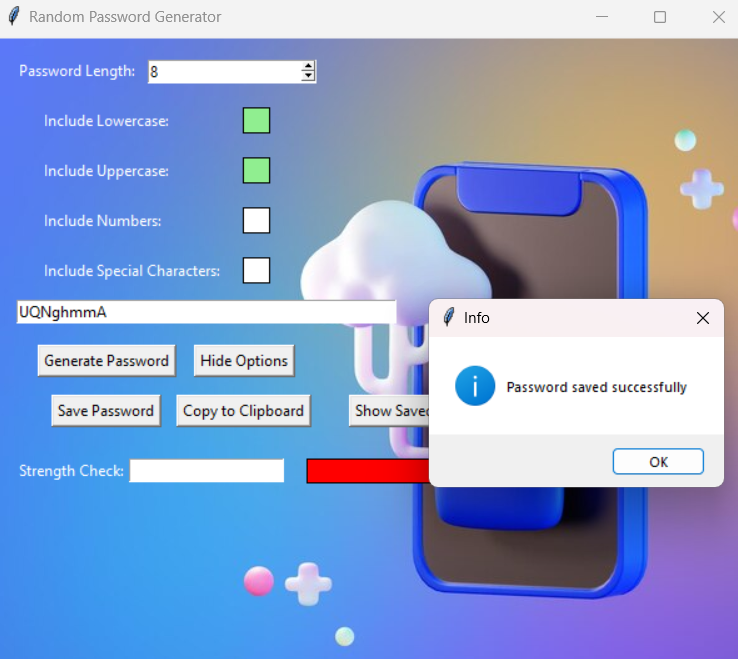 Random Password Generator
Password Length: 8
Include Lowercase:
Include Uppercase:
Include Numbers:
Include Special Characters:
UQNghmmA
Info
Password saved successfully
OK
Generate Password Hide Options
Save Password Copy to Clipboard Show Saved
Strength Check: